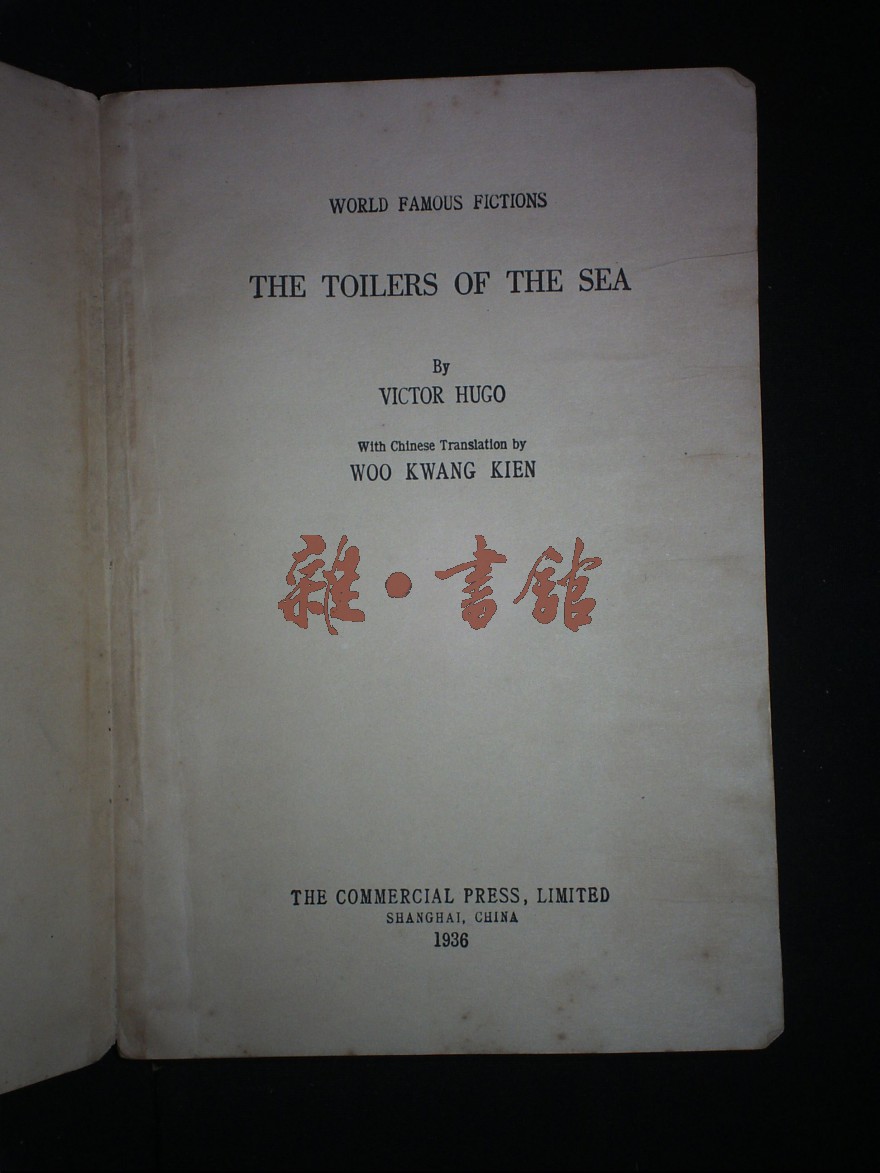 WORLD FAMOUS FICTIONS
THE TOILERS OF THE SEA
By
VICTOR HUGO
With Chinese Translation by
WOO KWANG KIEN
雜·書館
THE COMMERCIAL PRESS, LIMITED
SHANGHAI, CHINA
1936